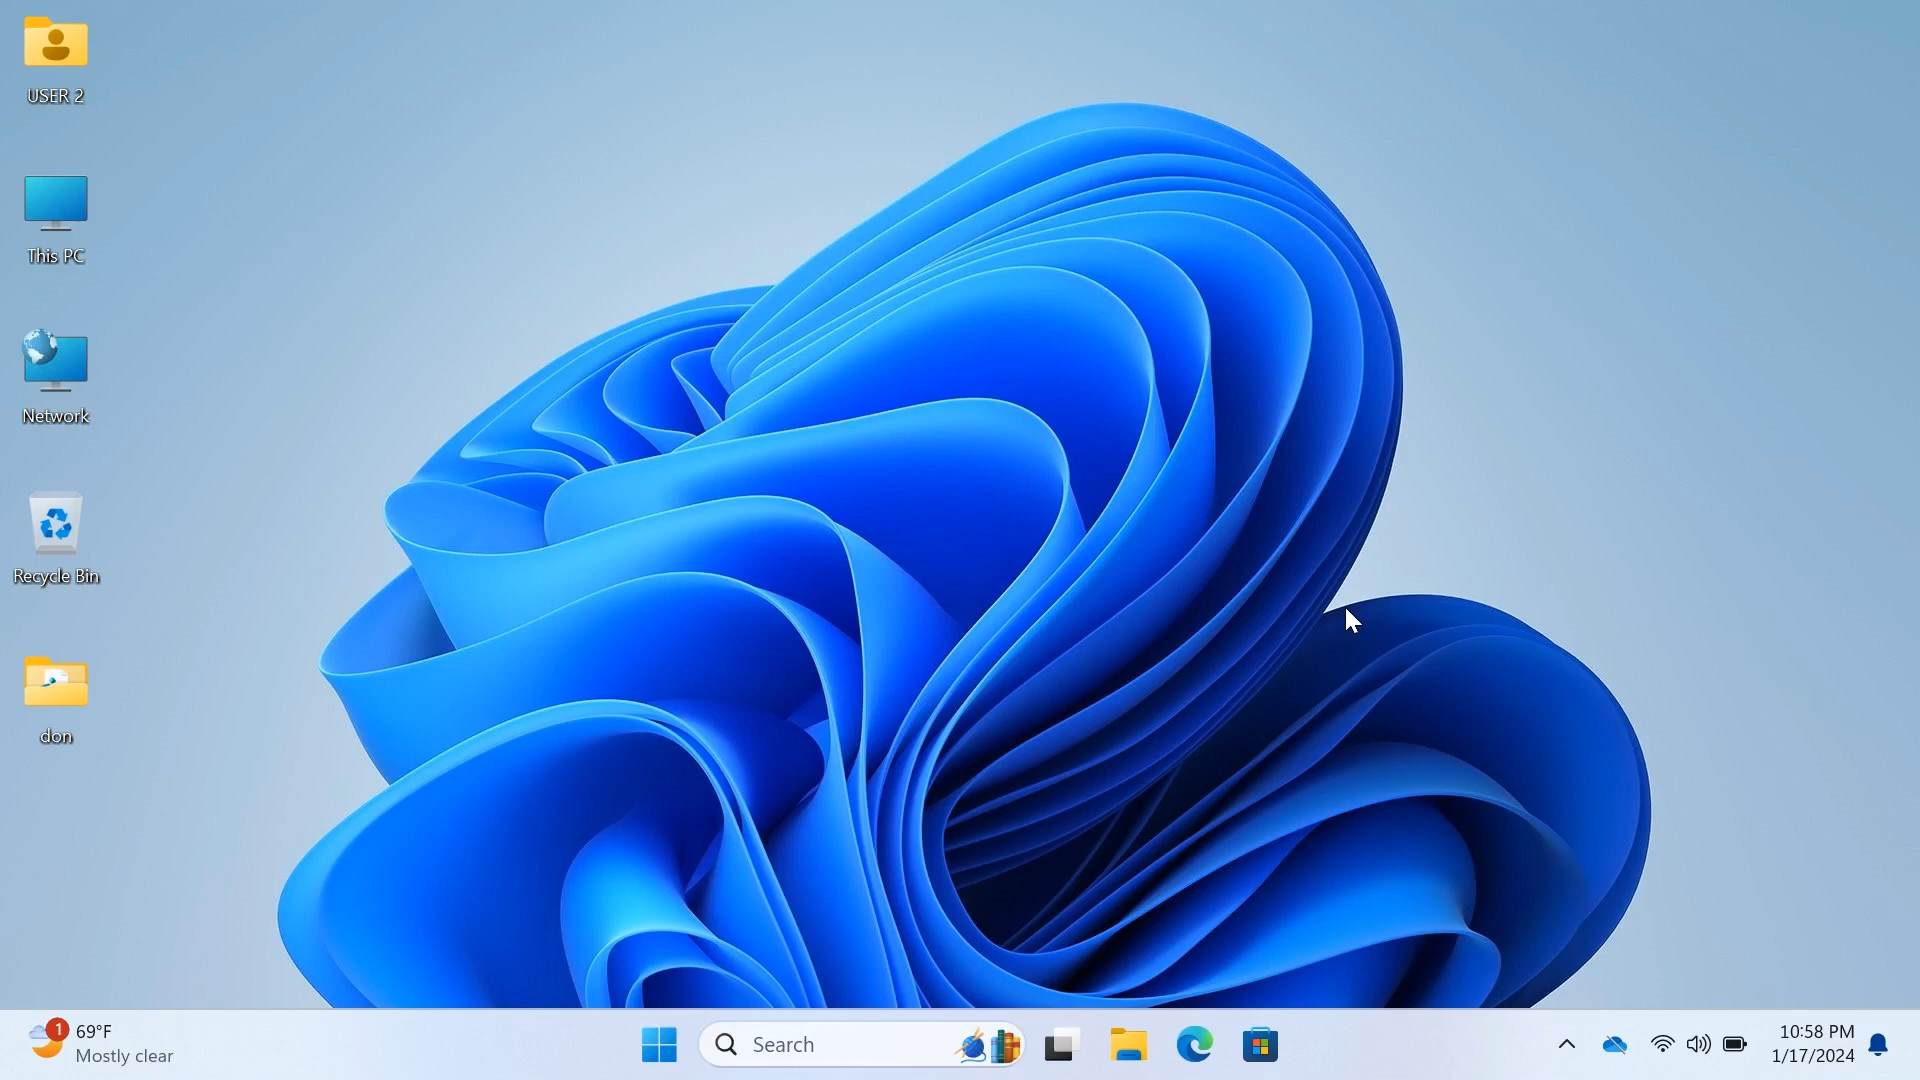 USER 2
This PC
Network
Recycle Bin
don
1
69°F
Mostly clear
Search
10:58 PM
1/17/2024